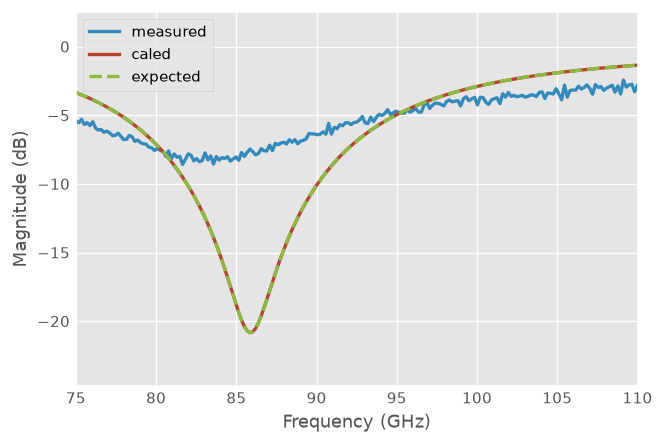 measured
caled
expected
0
−5
−10
−15
−20
Magnitude (dB)
75 80 85 90 95 100 105 110
Frequency (GHz)